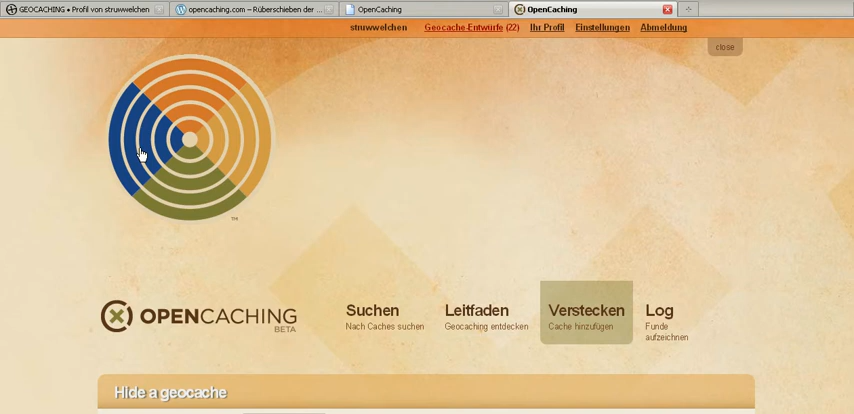 GEOCACHING • Profil von struwwelchen
opencaching.com – Rüberschieben der ...
OpenCaching
OpenCaching
struwwelchen Geocache-Entwürfe (22) Ihr Profil Einstellungen Abmeldung
close
TM
OPENCACHING
BETA
Suchen
Nach Caches suchen
Leitfaden
Geocaching entdecken
Verstecken
Cache hinzufügen
Log
Funde
aufzeichnen
Hide a geocache